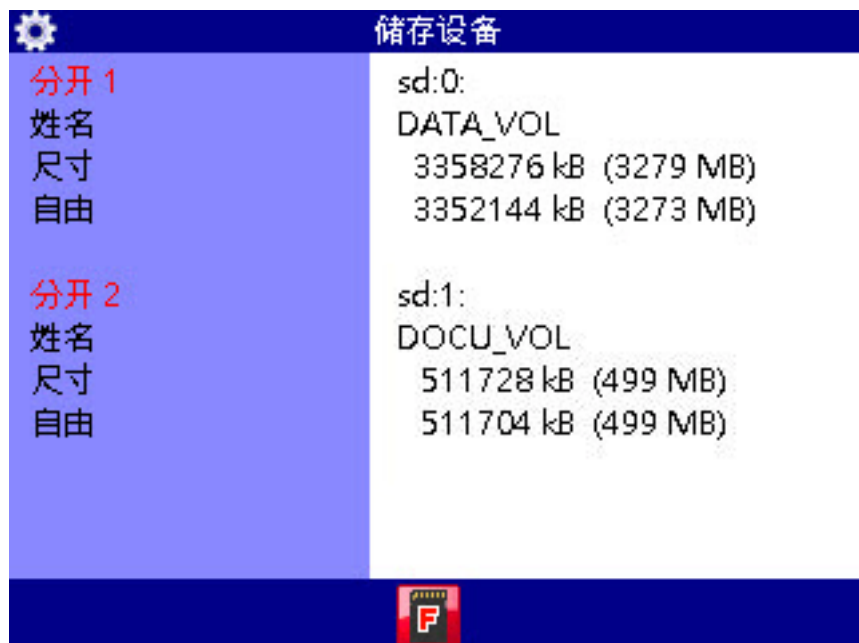 储存设备
分开 1 sd:0:
姓名 DATA_VOL
尺寸 3358276 kB (3279 MB)
自由 3352144 kB (3273 MB)
分开 2 sd:1:
姓名 DOCU_VOL
尺寸 511728 kB (499 MB)
自由 511704 kB (499 MB)
F